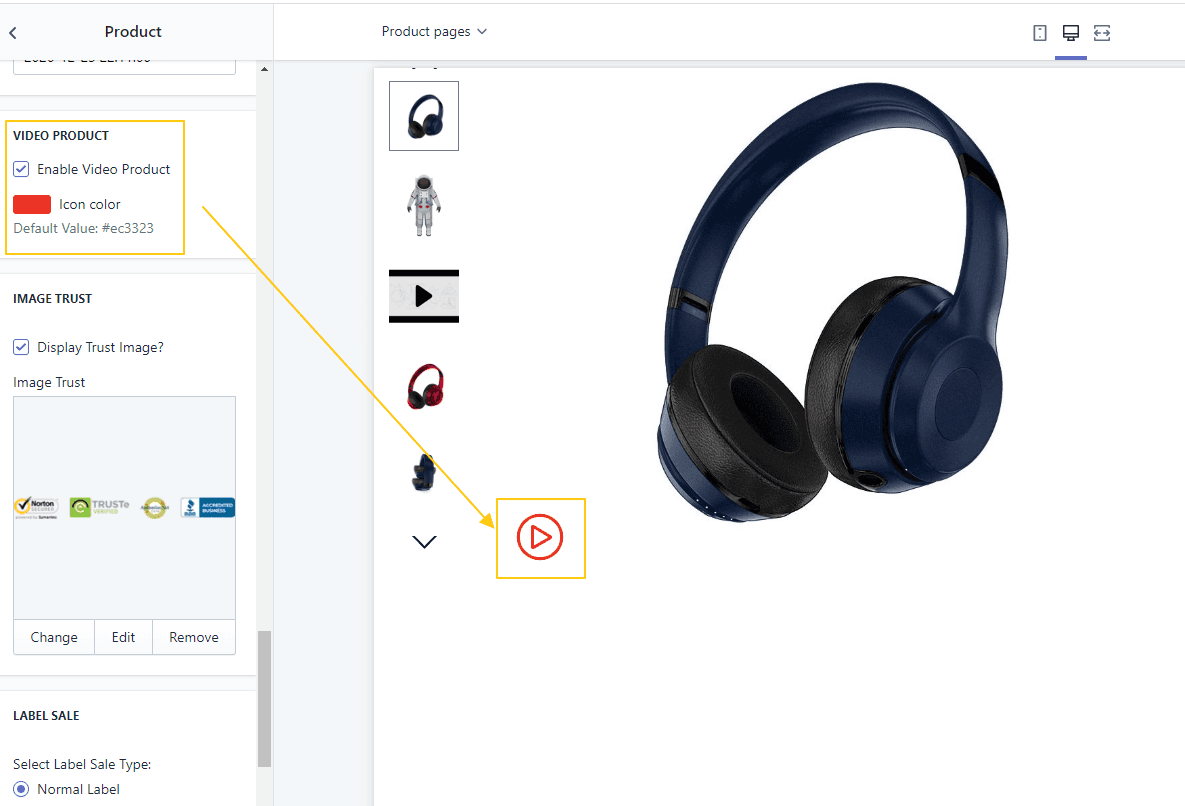 Product
Product pages
VIDEO PRODUCT
Enable Video Product
Icon color
Default Value: #ec3323
IMAGE TRUST
Display Trust Image?
Image Trust
Norton
SECURED
TRUSTe
VERIFIED
BBB
ACCREDITED
BUSINESS
Change
Edit
Remove
LABEL SALE
Select Label Sale Type:
Normal Label